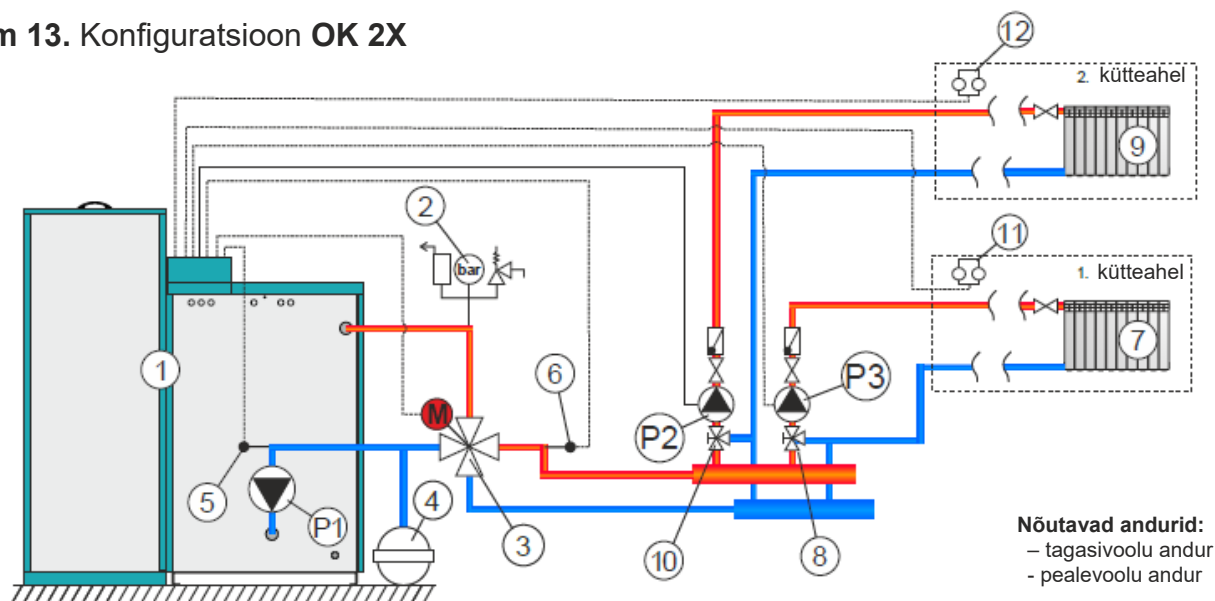 m 13. Konfiguratsioon OK 2X
12
2. kütteahel
9
2
bar
11
1. kütteahel
7
1
6
M
P2
P3
5
P1
4
3
10
8
Nõutavad andurid:
– tagasivoolu andur
- pealevoolu andur